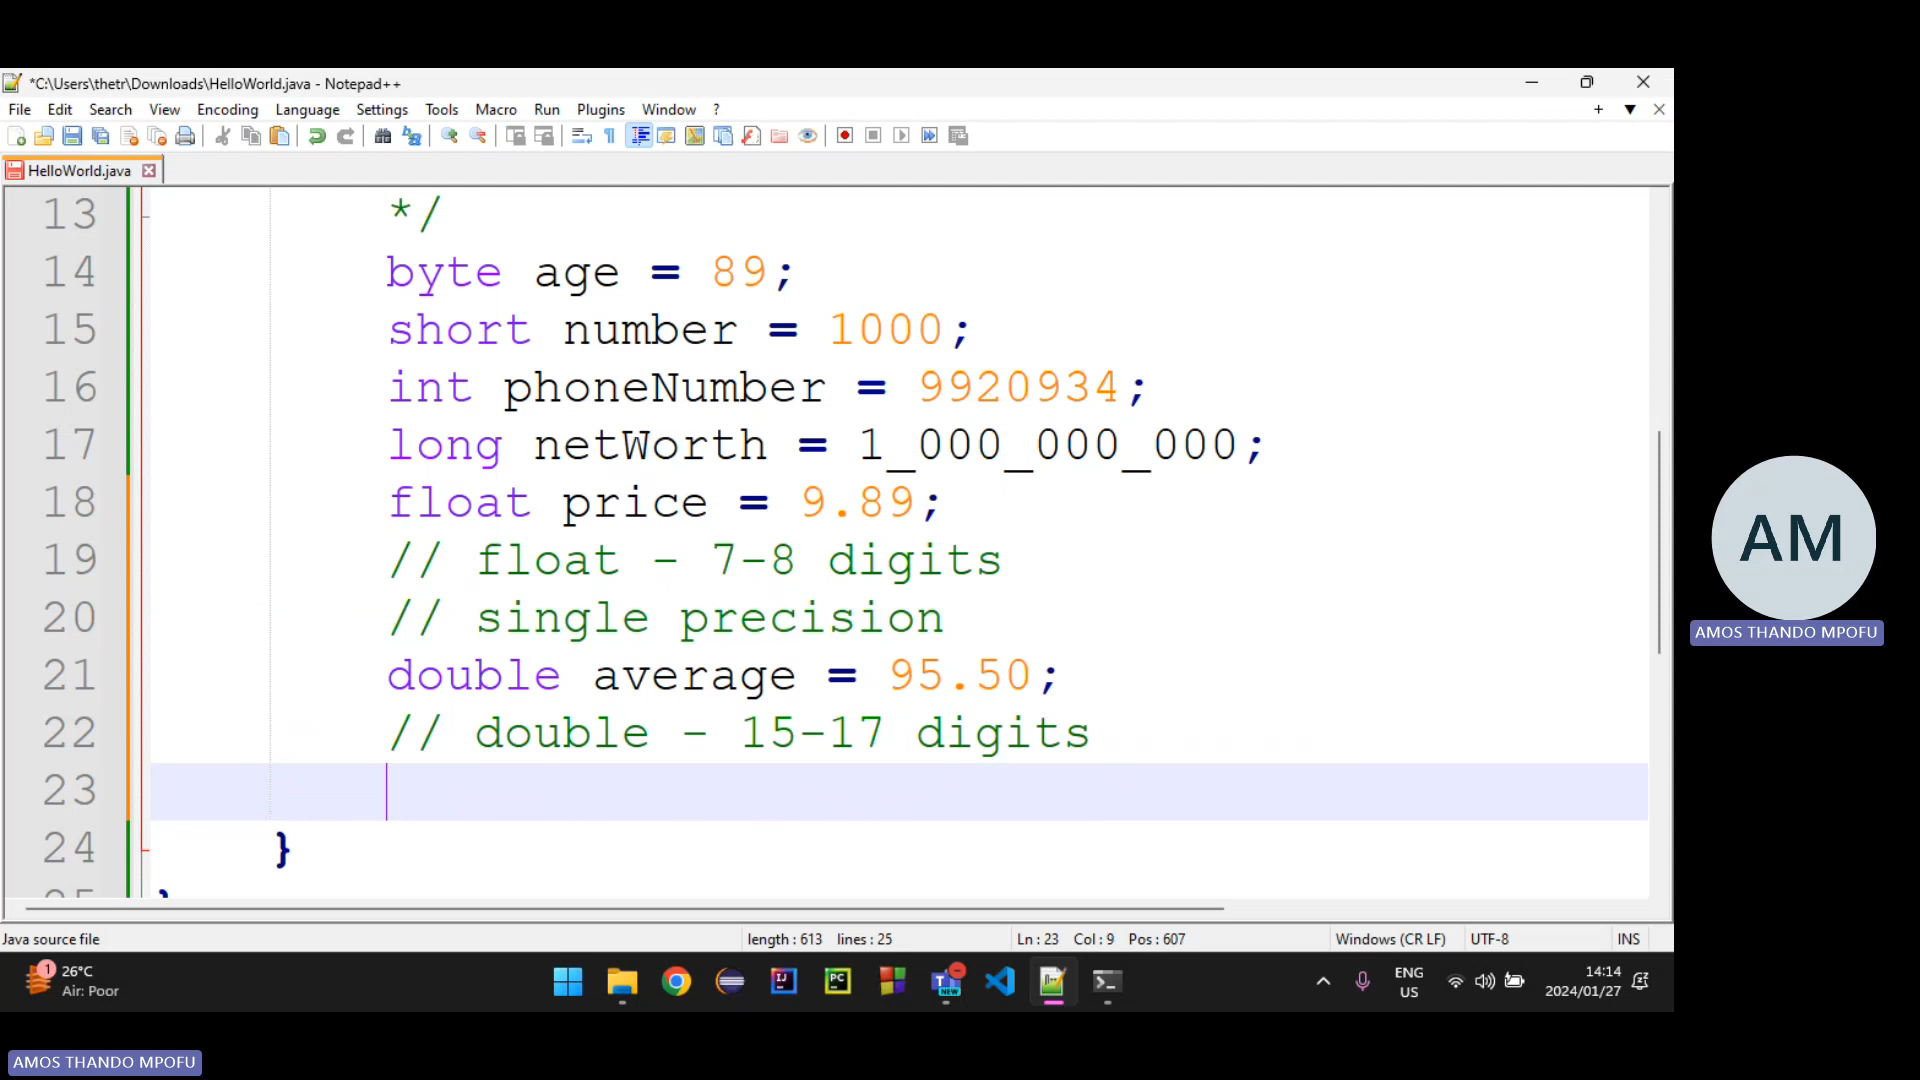 *C:\Users\thetr\Downloads\HelloWorld.java - Notepad++
File Edit Search View Encoding Language Settings Tools Macro Run Plugins Window ?
HelloWorld.java
13 */
14 byte age = 89;
15 short number = 1000;
16 int phoneNumber = 9920934;
17 long netWorth = 1_000_000_000;
18 float price = 9.89;
19 // float - 7-8 digits
20 // single precision
21 double average = 95.50;
22 // double - 15-17 digits
23
24 }
25 }
Java source file length : 613 lines : 25 Ln : 23 Col : 9 Pos : 607 Windows (CR LF) UTF-8 INS
1 26°C
Air: Poor
ENG
US
14:14
2024/01/27
AM
AMOS THANDO MPOFU
AMOS THANDO MPOFU